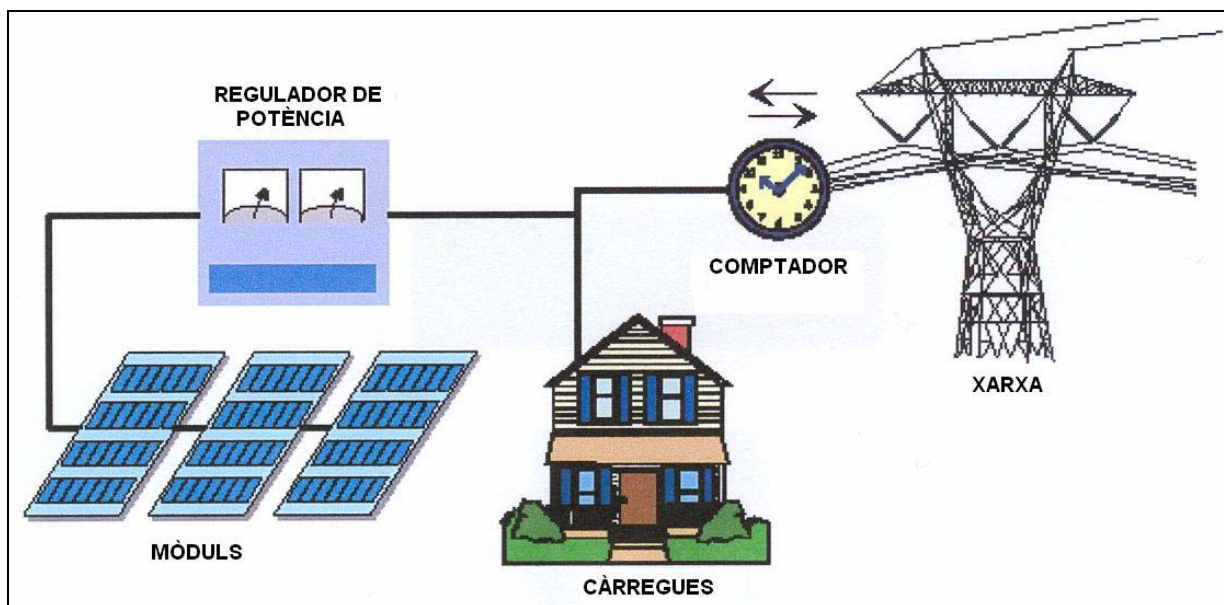 REGULADOR DE
POTÈNCIA
COMPTADOR
XARXA
MÒDULS
CÀRREGUES